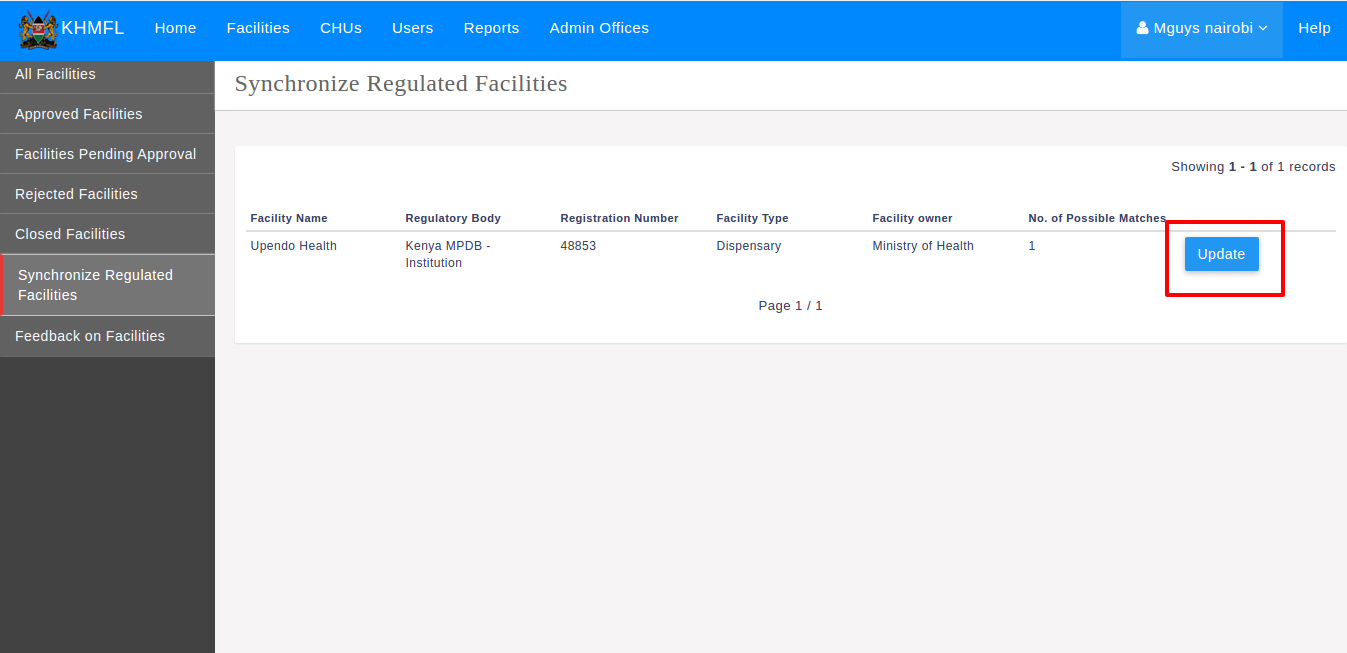 KHMFL Home Facilities CHUs Users Reports Admin Offices Mguys nairobi Help
All Facilities
Approved Facilities
Facilities Pending Approval
Rejected Facilities
Closed Facilities
Synchronize Regulated
Facilities
Feedback on Facilities
Synchronize Regulated Facilities
Showing 1 - 1 of 1 records
Facility Name Regulatory Body Registration Number Facility Type Facility owner No. of Possible Matches
Upendo Health Kenya MPDB - 48853 Dispensary Ministry of Health 1 Update
Institution
Page 1 / 1